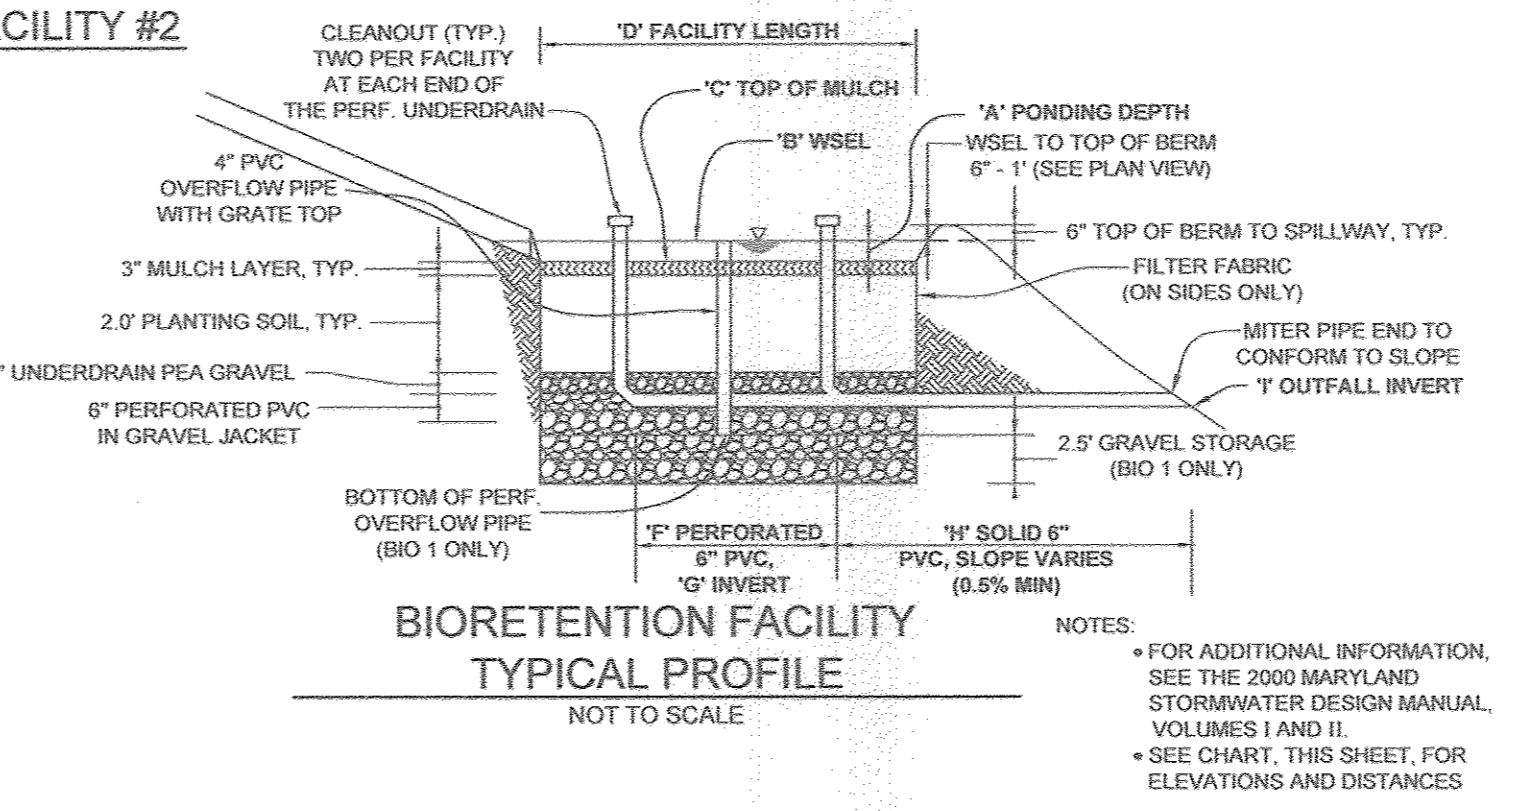 CILITY #2
CLEANOUT (TYP.)
TWO PER FACILITY
AT EACH END OF
THE PERF. UNDERDRAIN
'D' FACILITY LENGTH
'C' TOP OF MULCH
'B' WSEL
'A' PONDING DEPTH
WSEL TO TOP OF BERM
6" - 1' (SEE PLAN VIEW)
4" PVC
OVERFLOW PIPE
WITH GRATE TOP
6" TOP OF BERM TO SPILLWAY, TYP.
3" MULCH LAYER, TYP.
FILTER FABRIC
(ON SIDES ONLY)
2.0' PLANTING SOIL, TYP.
MITER PIPE END TO
CONFORM TO SLOPE
" UNDERDRAIN PEA GRAVEL
'I' OUTFALL INVERT
6" PERFORATED PVC
IN GRAVEL JACKET
2.5' GRAVEL STORAGE
(BIO 1 ONLY)
BOTTOM OF PERF.
OVERFLOW PIPE
(BIO 1 ONLY)
'F' PERFORATED
6" PVC,
'G' INVERT
'H' SOLID 6"
PVC, SLOPE VARIES
(0.5% MIN)
BIORETENTION FACILITY
TYPICAL PROFILE
NOT TO SCALE
NOTES:
• FOR ADDITIONAL INFORMATION,
SEE THE 2000 MARYLAND
STORMWATER DESIGN MANUAL,
VOLUMES I AND II.
• SEE CHART, THIS SHEET, FOR
ELEVATIONS AND DISTANCES